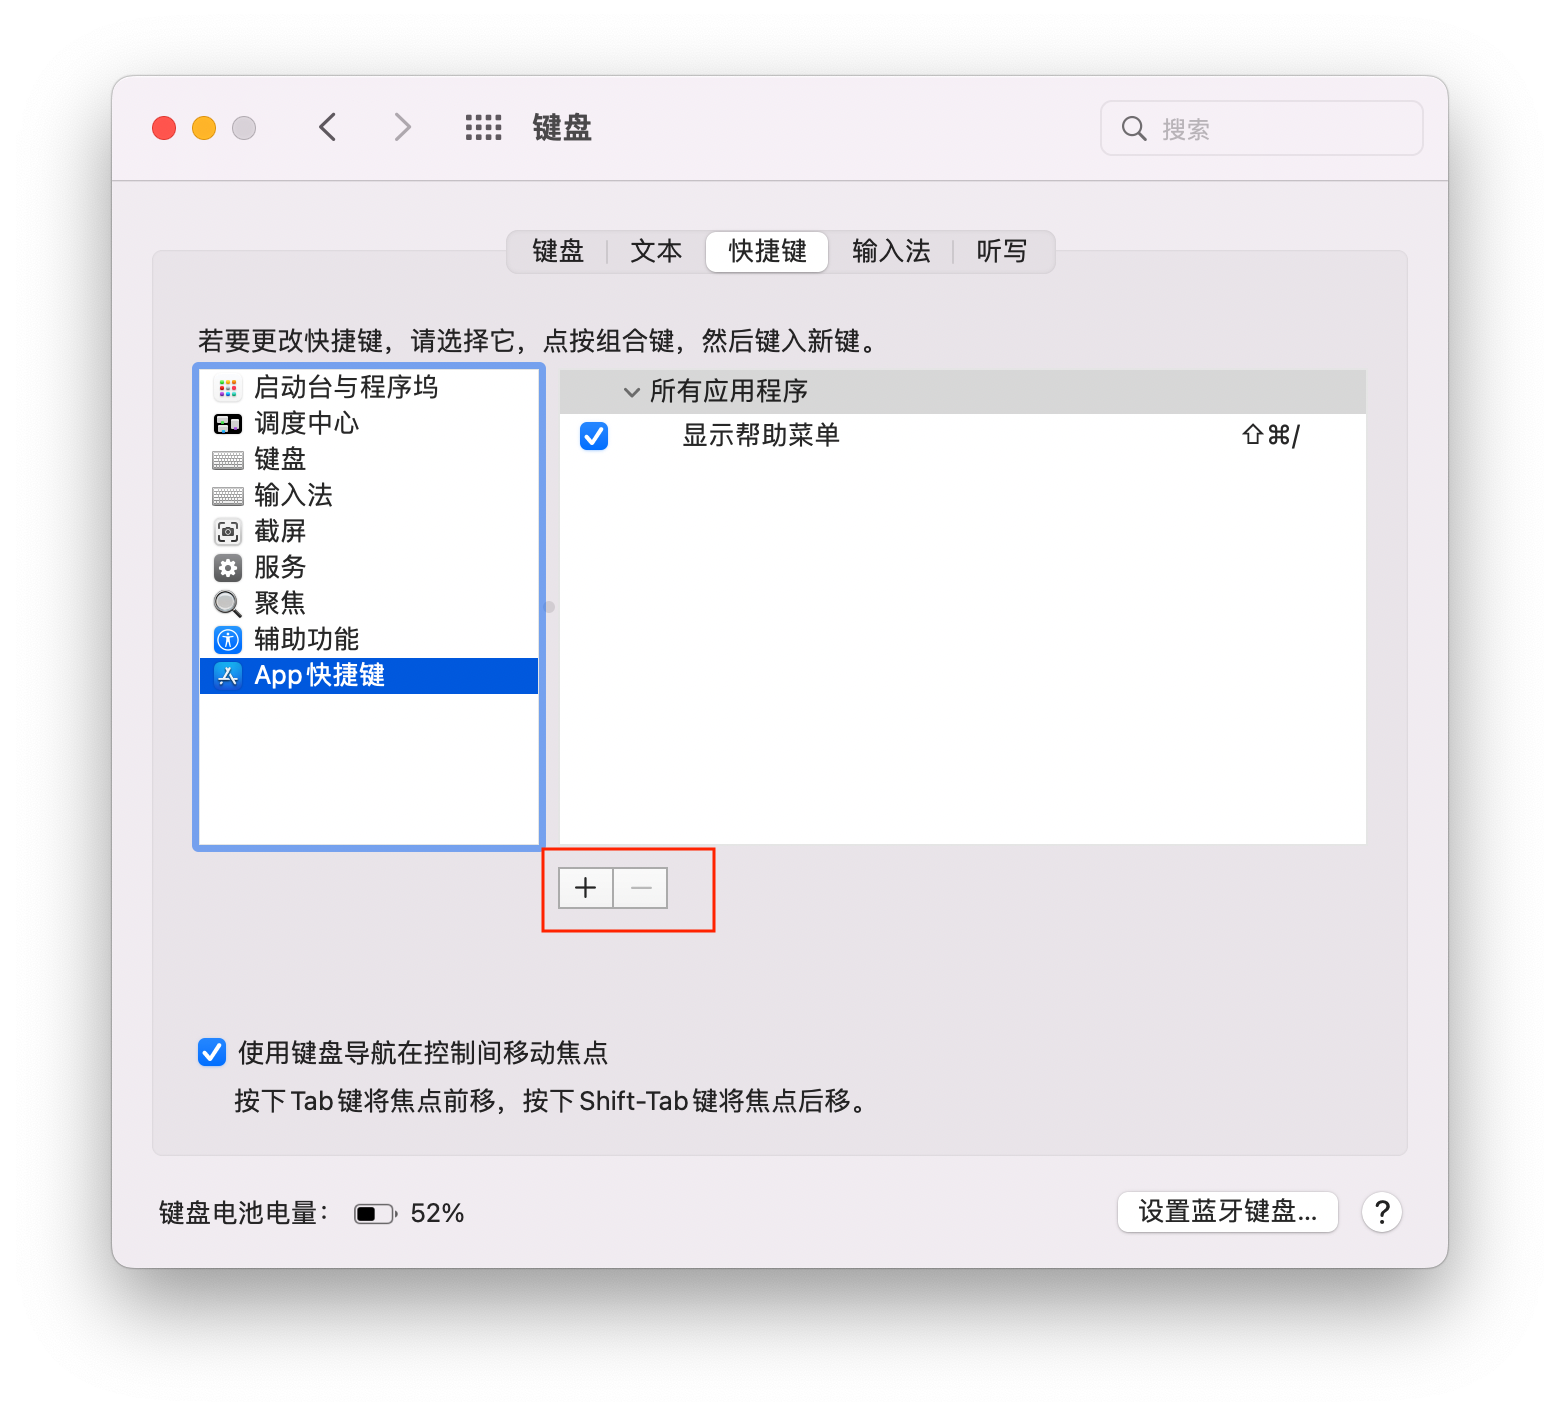 键盘
搜索
键盘 文本 快捷键 输入法 听写
若要更改快捷键，请选择它，点按组合键，然后键入新键。
启动台与程序坞
调度中心
键盘
输入法
截屏
服务
聚焦
辅助功能
App快捷键
所有应用程序
显示帮助菜单 ⇧⌘/
使用键盘导航在控制间移动焦点
按下Tab键将焦点前移，按下Shift-Tab键将焦点后移。
键盘电池电量： 52%
设置蓝牙键盘... ?